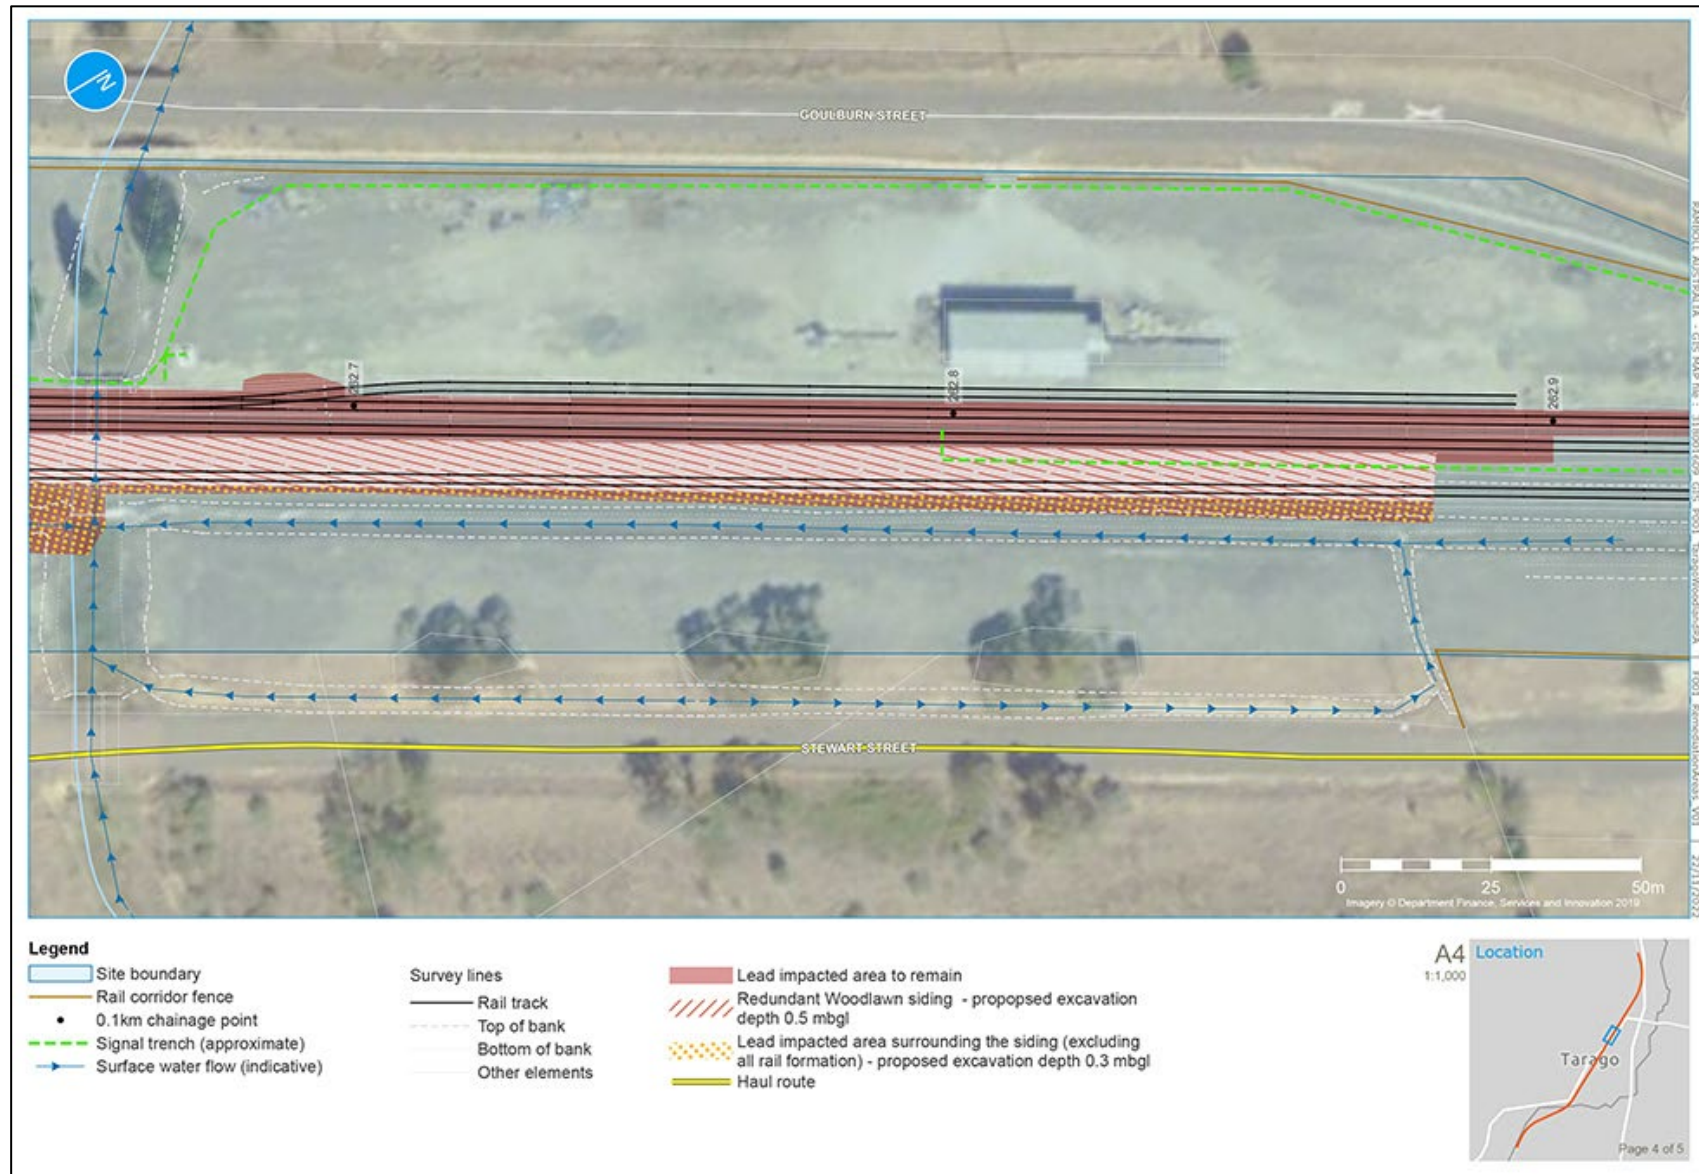 N
GOULBURN STREET
262.7
262.8
262.9
STEWART STREET
0 25 50m
Imagery © Department Finance, Services and Innovation 2019
22/11/2022
Legend
Site boundary
Rail corridor fence
0.1km chainage point
Signal trench (approximate)
Surface water flow (indicative)
Survey lines
Rail track
Top of bank
Bottom of bank
Other elements
Lead impacted area to remain
Redundant Woodlawn siding - propopsed excavation
depth 0.5 mbgl
Lead impacted area surrounding the siding (excluding
all rail formation) - proposed excavation depth 0.3 mbgl
Haul route
A4
1:1,000
Location
Tarago
Page 4 of 5